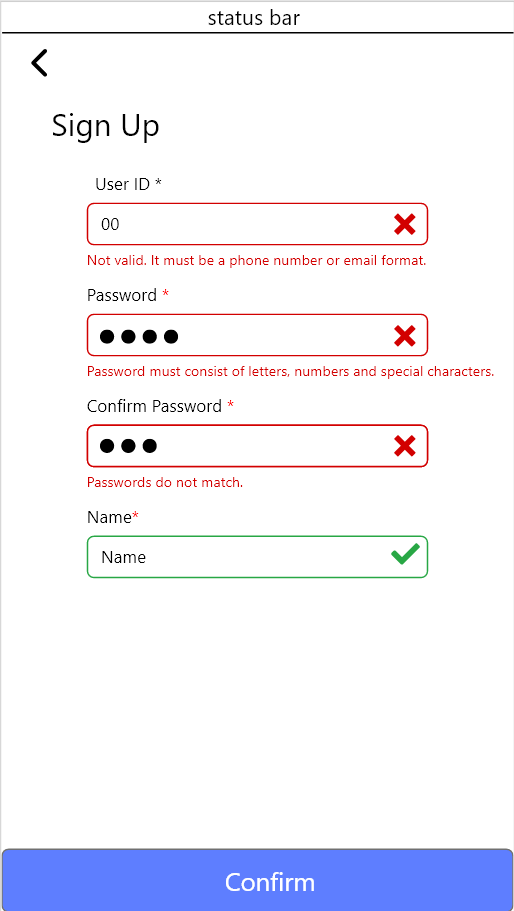 status bar
Sign Up
User ID *
00
Not valid. It must be a phone number or email format.
Password *
Password must consist of letters, numbers and special characters.
Confirm Password *
Passwords do not match.
Name*
Name
Confirm